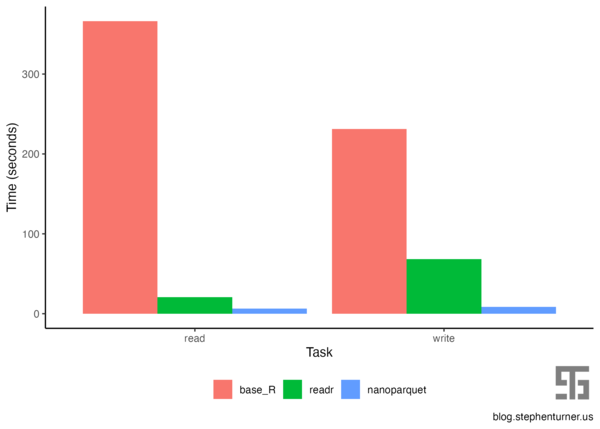 Time (seconds)
300
200
100
0
read
write
Task
base_R
readr
nanoparquet
blog.stephenturner.us